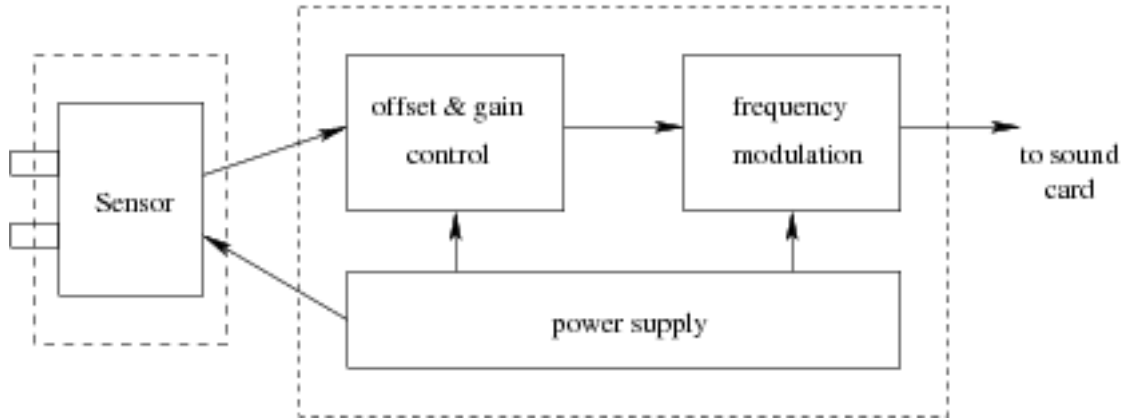 Sensor
offset & gain
control
frequency
modulation
to sound
card
power supply